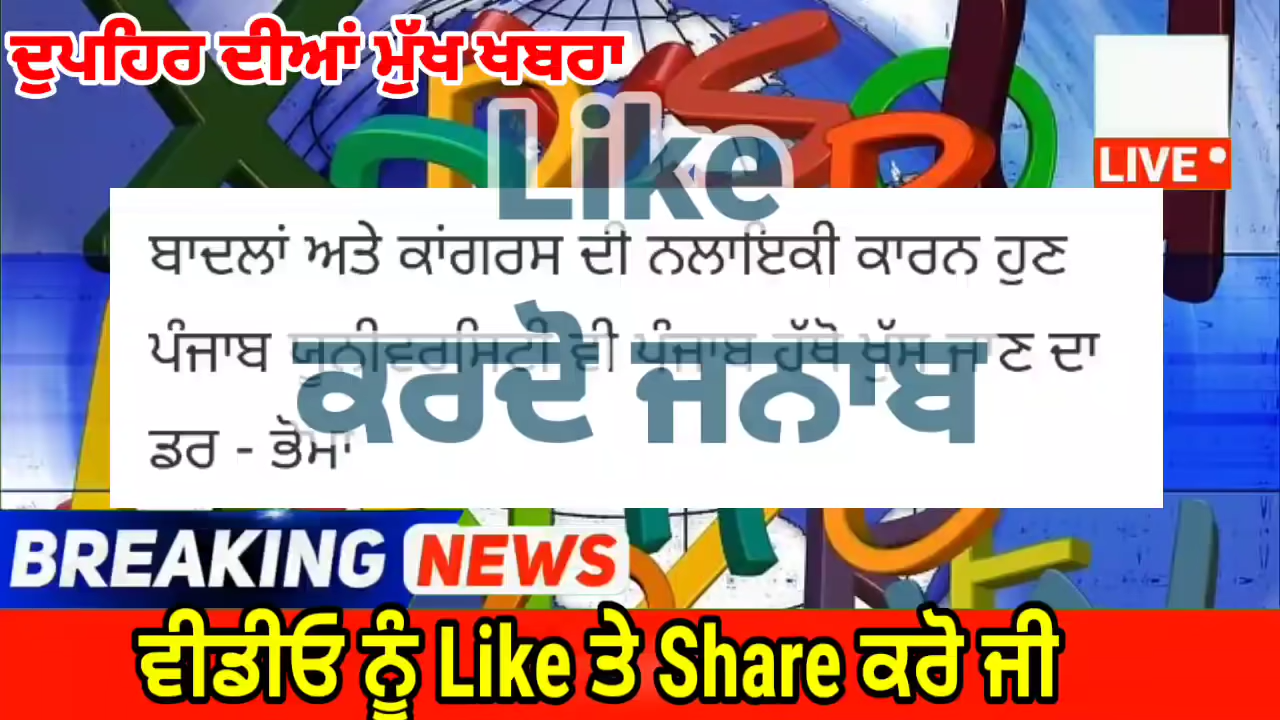 ਦੁਪਹਿਰ ਦੀਆਂ ਮੁੱਖ ਖਬਰਾ
LIVE
Like
ਬਾਦਲਾਂ ਅਤੇ ਕਾਂਗਰਸ ਦੀ ਨਲਾਇਕੀ ਕਾਰਨ ਹੁਣ
ਪੰਜਾਬ ਯੂਨੀਵਰਸਿਟੀ ਵੀ ਪੰਜਾਬ ਹੱਥੋ ਖੁੱਸ ਜਾਣ ਦਾ
ਕਰਦੋ ਜਨਾਬ
ਡਰ - ਭੋਮਾ
BREAKING NEWS
ਵੀਡੀਓ ਨੂੰ Like ਤੇ Share ਕਰੋ ਜੀ